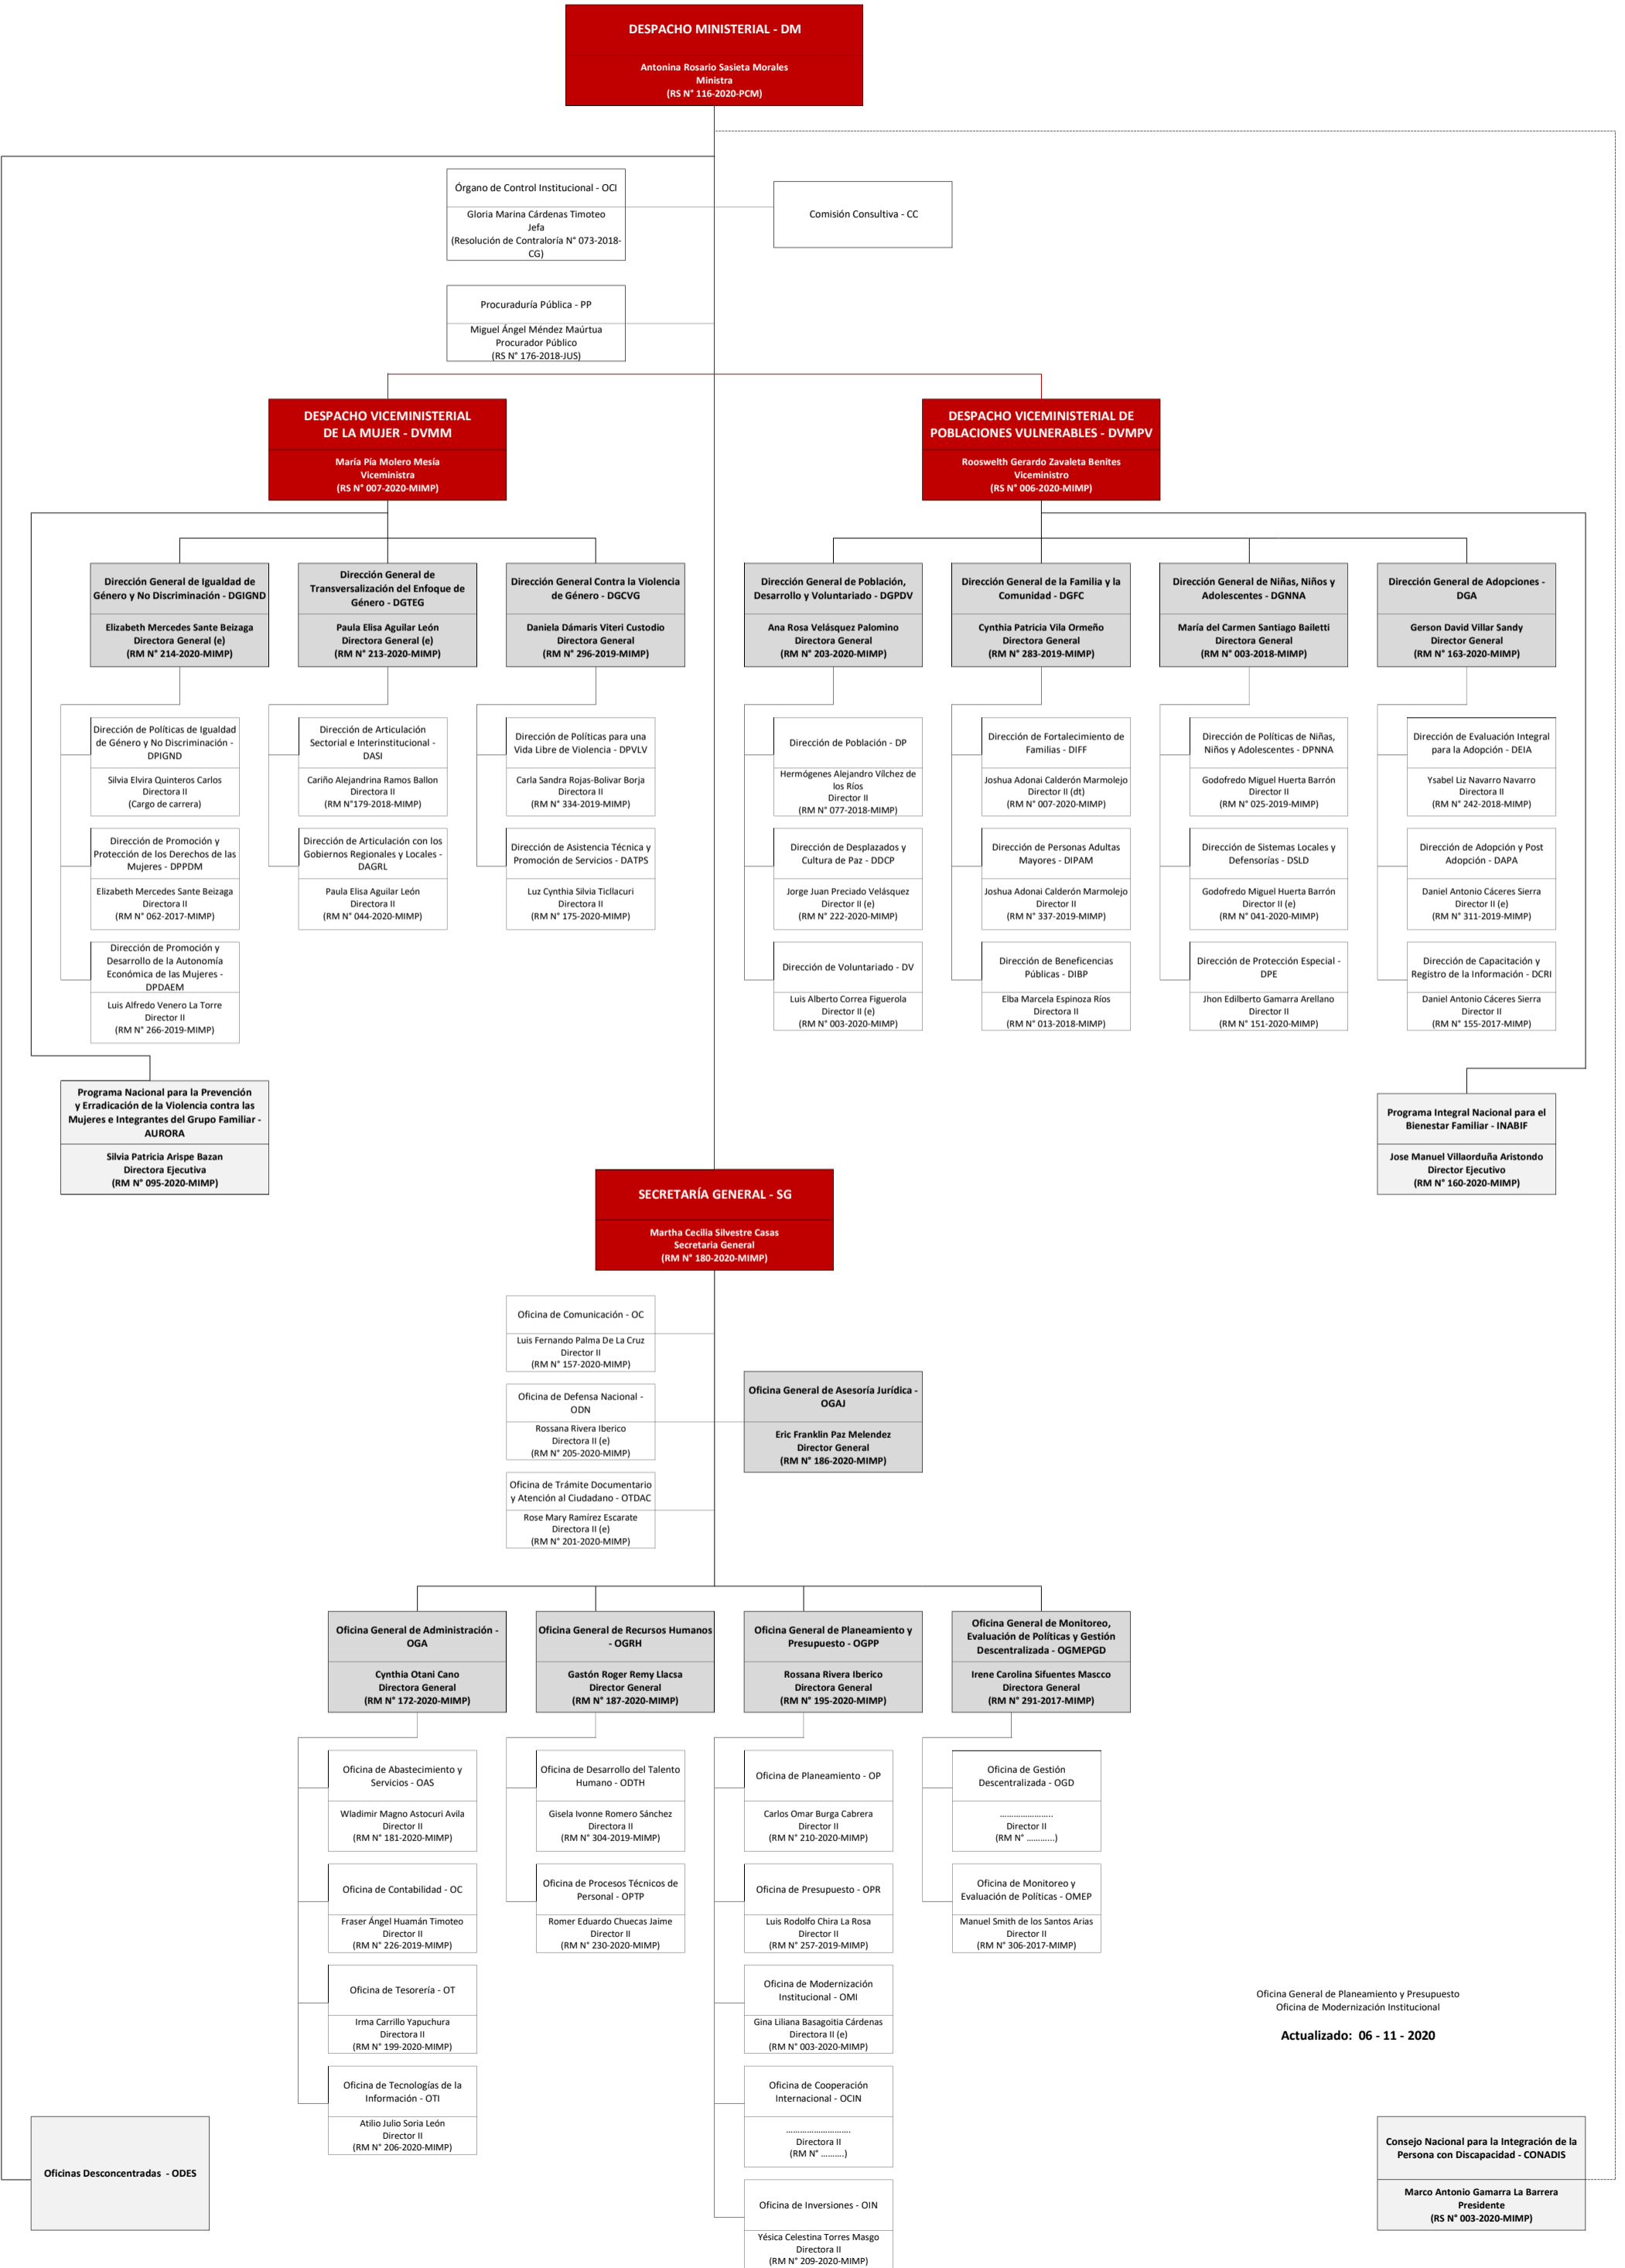 DESPACHO MINISTERIAL - DM
Antonina Rosario Sasieta Morales
Ministra
(RS N° 116-2020-PCM)
Órgano de Control Institucional - OCI
Gloria Marina Cárdenas Timoteo
Jefa
(Resolución de Contraloría N° 073-2018-
CG)
Comisión Consultiva - CC
Procuraduría Pública - PP
Miguel Ángel Méndez Maúrtua
Procurador Público
(RS N° 176-2018-JUS)
DESPACHO VICEMINISTERIAL
DE LA MUJER - DVMM
María Pía Molero Mesía
Viceministra
(RS N° 007-2020-MIMP)
DESPACHO VICEMINISTERIAL DE
POBLACIONES VULNERABLES - DVMPV
Rooswelth Gerardo Zavaleta Benites
Viceministro
(RS N° 006-2020-MIMP)
Dirección General de Igualdad de
Género y No Discriminación - DGIGND
Elizabeth Mercedes Sante Beizaga
Directora General (e)
(RM N° 214-2020-MIMP)
Dirección General de
Transversalización del Enfoque de
Género - DGTEG
Paula Elisa Aguilar León
Directora General (e)
(RM N° 213-2020-MIMP)
Dirección General Contra la Violencia
de Género - DGCVG
Daniela Dámaris Viteri Custodio
Directora General
(RM N° 296-2019-MIMP)
Dirección General de Población,
Desarrollo y Voluntariado - DGPDV
Ana Rosa Velásquez Palomino
Directora General
(RM N° 203-2020-MIMP)
Dirección General de la Familia y la
Comunidad - DGFC
Cynthia Patricia Vila Ormeño
Directora General
(RM N° 283-2019-MIMP)
Dirección General de Niñas, Niños y
Adolescentes - DGNNA
María del Carmen Santiago Bailetti
Directora General
(RM N° 003-2018-MIMP)
Dirección General de Adopciones -
DGA
Gerson David Villar Sandy
Director General
(RM N° 163-2020-MIMP)
Dirección de Políticas de Igualdad
de Género y No Discriminación -
DPIGND
Silvia Elvira Quinteros Carlos
Directora II
(Cargo de carrera)
Dirección de Articulación
Sectorial e Interinstitucional -
DASI
Cariño Alejandrina Ramos Ballon
Directora II
(RM N°179-2018-MIMP)
Dirección de Políticas para una
Vida Libre de Violencia - DPVLV
Carla Sandra Rojas-Bolivar Borja
Directora II
(RM N° 334-2019-MIMP)
Dirección de Población - DP
Hermógenes Alejandro Vílchez de
los Ríos
Director II
(RM N° 077-2018-MIMP)
Dirección de Fortalecimiento de
Familias - DIFF
Joshua Adonai Calderón Marmolejo
Director II (dt)
(RM N° 007-2020-MIMP)
Dirección de Políticas de Niñas,
Niños y Adolescentes - DPNNA
Godofredo Miguel Huerta Barrón
Director II
(RM N° 025-2019-MIMP)
Dirección de Evaluación Integral
para la Adopción - DEIA
Ysabel Liz Navarro Navarro
Directora II
(RM N° 242-2018-MIMP)
Dirección de Promoción y
Protección de los Derechos de las
Mujeres - DPPDM
Elizabeth Mercedes Sante Beizaga
Directora II
(RM N° 062-2017-MIMP)
Dirección de Articulación con los
Gobiernos Regionales y Locales -
DAGRL
Paula Elisa Aguilar León
Directora II
(RM N° 044-2020-MIMP)
Dirección de Asistencia Técnica y
Promoción de Servicios - DATPS
Luz Cynthia Silvia Ticllacuri
Directora II
(RM N° 175-2020-MIMP)
Dirección de Desplazados y
Cultura de Paz - DDCP
Jorge Juan Preciado Velásquez
Director II (e)
(RM N° 222-2020-MIMP)
Dirección de Personas Adultas
Mayores - DIPAM
Joshua Adonai Calderón Marmolejo
Director II
(RM N° 337-2019-MIMP)
Dirección de Sistemas Locales y
Defensorías - DSLD
Godofredo Miguel Huerta Barrón
Director II (e)
(RM N° 041-2020-MIMP)
Dirección de Adopción y Post
Adopción - DAPA
Daniel Antonio Cáceres Sierra
Director II (e)
(RM N° 311-2019-MIMP)
Dirección de Promoción y
Desarrollo de la Autonomía
Económica de las Mujeres -
DPDAEM
Luis Alfredo Venero La Torre
Director II
(RM N° 266-2019-MIMP)
Dirección de Voluntariado - DV
Luis Alberto Correa Figuerola
Director II (e)
(RM N° 003-2020-MIMP)
Dirección de Beneficencias
Públicas - DIBP
Elba Marcela Espinoza Ríos
Directora II
(RM N° 013-2018-MIMP)
Dirección de Protección Especial -
DPE
Jhon Edilberto Gamarra Arellano
Director II
(RM N° 151-2020-MIMP)
Dirección de Capacitación y
Registro de la Información - DCRI
Daniel Antonio Cáceres Sierra
Director II
(RM N° 155-2017-MIMP)
Programa Nacional para la Prevención
y Erradicación de la Violencia contra las
Mujeres e Integrantes del Grupo Familiar -
AURORA
Silvia Patricia Arispe Bazan
Directora Ejecutiva
(RM N° 095-2020-MIMP)
Programa Integral Nacional para el
Bienestar Familiar - INABIF
Jose Manuel Villaorduña Aristondo
Director Ejecutivo
(RM N° 160-2020-MIMP)
SECRETARÍA GENERAL - SG
Martha Cecilia Silvestre Casas
Secretaria General
(RM N° 180-2020-MIMP)
Oficina de Comunicación - OC
Luis Fernando Palma De La Cruz
Director II
(RM N° 157-2020-MIMP)
Oficina de Defensa Nacional -
ODN
Rossana Rivera Iberico
Directora II (e)
(RM N° 205-2020-MIMP)
Oficina General de Asesoría Jurídica -
OGAJ
Eric Franklin Paz Melendez
Director General
(RM N° 186-2020-MIMP)
Oficina de Trámite Documentario
y Atención al Ciudadano - OTDAC
Rose Mary Ramírez Escarate
Directora II (e)
(RM N° 201-2020-MIMP)
Oficina General de Administración -
OGA
Cynthia Otani Cano
Directora General
(RM N° 172-2020-MIMP)
Oficina General de Recursos Humanos
- OGRH
Gastón Roger Remy Llacsa
Director General
(RM N° 187-2020-MIMP)
Oficina General de Planeamiento y
Presupuesto - OGPP
Rossana Rivera Iberico
Directora General
(RM N° 195-2020-MIMP)
Oficina General de Monitoreo,
Evaluación de Políticas y Gestión
Descentralizada - OGMEPGD
Irene Carolina Sifuentes Mascco
Directora General
(RM N° 291-2017-MIMP)
Oficina de Abastecimiento y
Servicios - OAS
Wladimir Magno Astocuri Avila
Director II
(RM N° 181-2020-MIMP)
Oficina de Desarrollo del Talento
Humano - ODTH
Gisela Ivonne Romero Sánchez
Directora II
(RM N° 304-2019-MIMP)
Oficina de Planeamiento - OP
Carlos Omar Burga Cabrera
Director II
(RM N° 210-2020-MIMP)
Oficina de Gestión
Descentralizada - OGD
.....................
Director II
(RM N° ...........)
Oficina de Contabilidad - OC
Fraser Ángel Huamán Timoteo
Director II
(RM N° 226-2019-MIMP)
Oficina de Procesos Técnicos de
Personal - OPTP
Romer Eduardo Chuecas Jaime
Director II
(RM N° 230-2020-MIMP)
Oficina de Presupuesto - OPR
Luis Rodolfo Chira La Rosa
Director II
(RM N° 257-2019-MIMP)
Oficina de Monitoreo y
Evaluación de Políticas - OMEP
Manuel Smith de los Santos Arias
Director II
(RM N° 306-2017-MIMP)
Oficina de Tesorería - OT
Irma Carrillo Yapuchura
Directora II
(RM N° 199-2020-MIMP)
Oficina de Modernización
Institucional - OMI
Gina Liliana Basagoitia Cárdenas
Directora II (e)
(RM N° 003-2020-MIMP)
Oficina General de Planeamiento y Presupuesto
Oficina de Modernización Institucional
Actualizado: 06 - 11 - 2020
Oficina de Tecnologías de la
Información - OTI
Atilio Julio Soria León
Director II
(RM N° 206-2020-MIMP)
Oficina de Cooperación
Internacional - OCIN
.........................
Directora II
(RM N° ..........)
Oficinas Desconcentradas - ODES
Consejo Nacional para la Integración de la
Persona con Discapacidad - CONADIS
Marco Antonio Gamarra La Barrera
Presidente
(RS N° 003-2020-MIMP)
Oficina de Inversiones - OIN
Yésica Celestina Torres Masgo
Directora II
(RM N° 209-2020-MIMP)